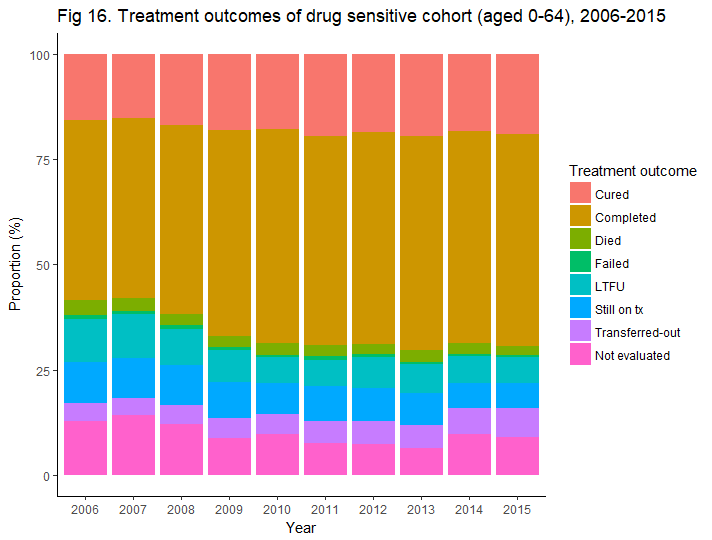 Fig 16. Treatment outcomes of drug sensitive cohort (aged 0-64), 2006-2015
Proportion (%)
100
75
50
25
0
2006 2007 2008 2009 2010 2011 2012 2013 2014 2015
Year
Treatment outcome
Cured
Completed
Died
Failed
LTFU
Still on tx
Transferred-out
Not evaluated